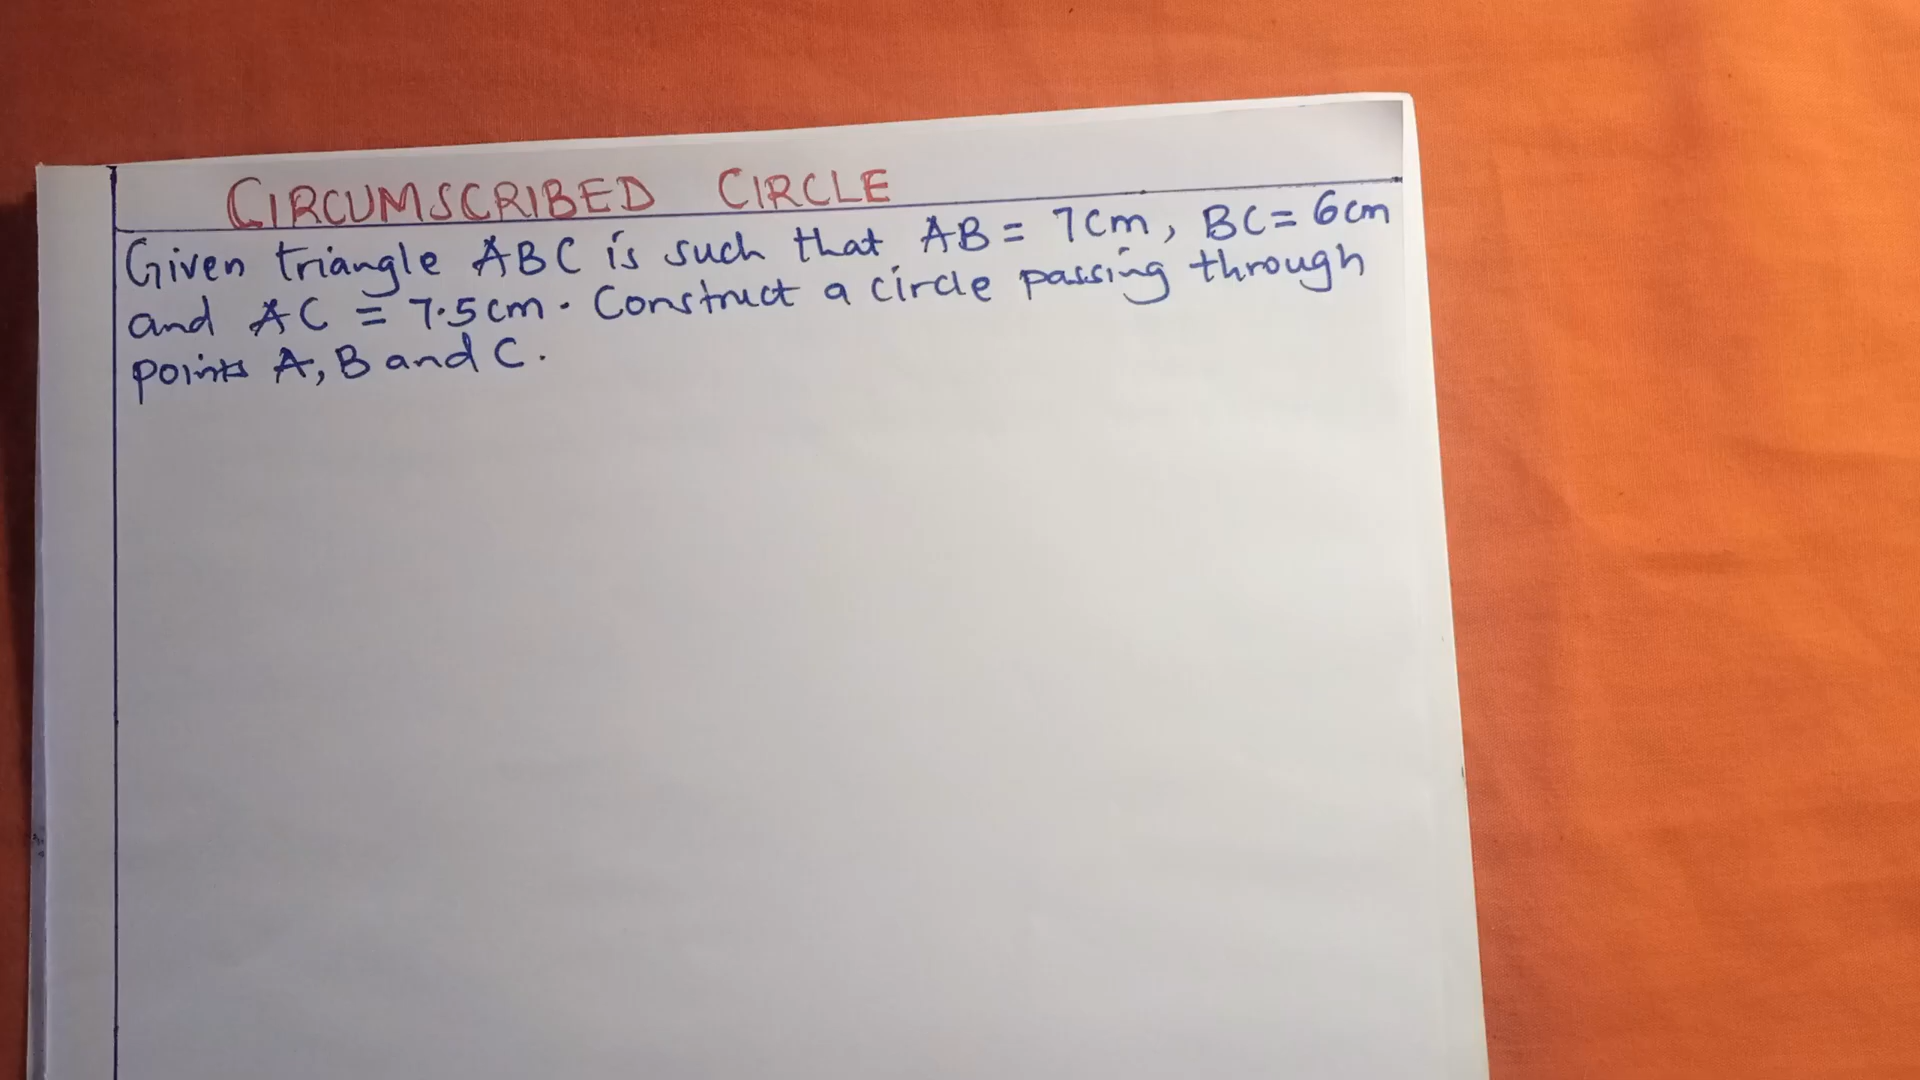 CIRCUMSCRIBED CIRCLE
Given triangle ABC is such that AB = 7cm, BC = 6cm
and AC = 7.5cm. Construct a circle passing through
points A, B and C.